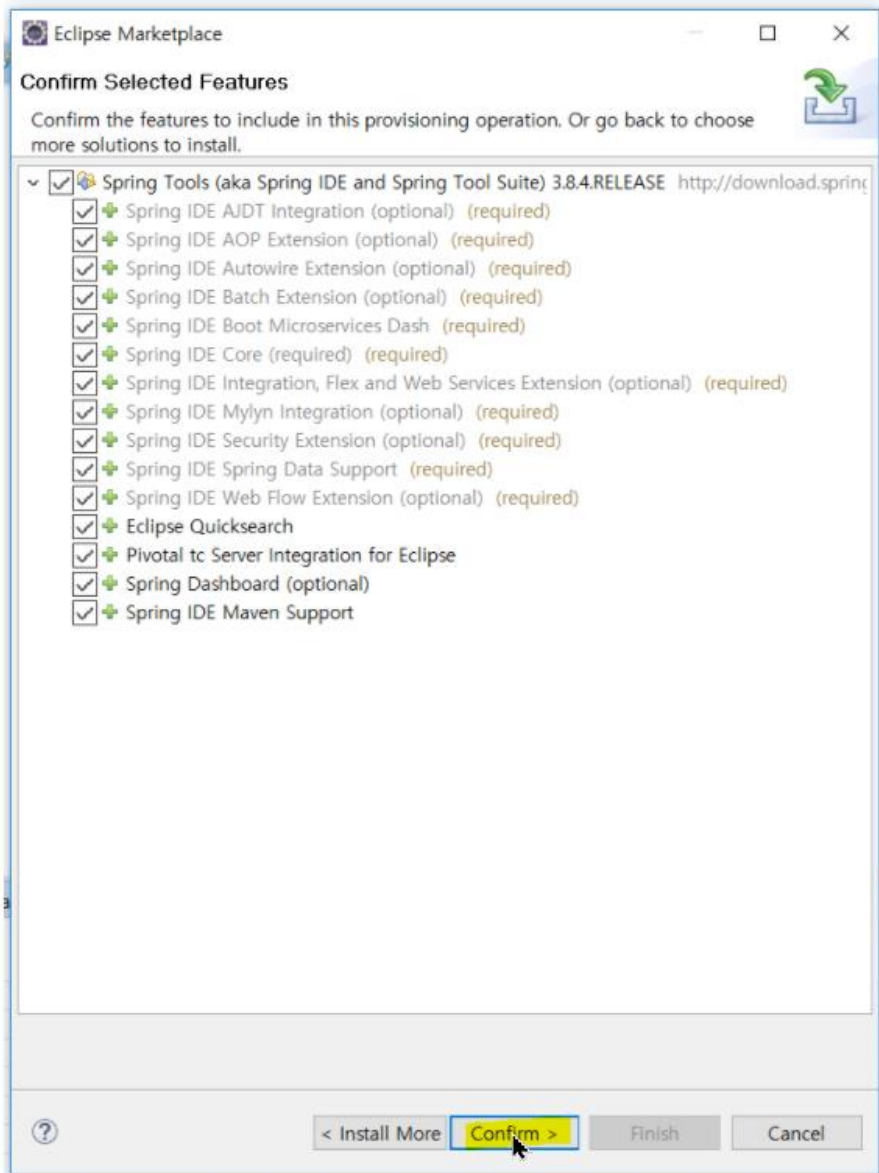 Eclipse Marketplace
Confirm Selected Features
Confirm the features to include in this provisioning operation. Or go back to choose
more solutions to install.
Spring Tools (aka Spring IDE and Spring Tool Suite) 3.8.4.RELEASE http://download.spring
Spring IDE AJDT Integration (optional) (required)
Spring IDE AOP Extension (optional) (required)
Spring IDE Autowire Extension (optional) (required)
Spring IDE Batch Extension (optional) (required)
Spring IDE Boot Microservices Dash (required)
Spring IDE Core (required) (required)
Spring IDE Integration, Flex and Web Services Extension (optional) (required)
Spring IDE Mylyn Integration (optional) (required)
Spring IDE Security Extension (optional) (required)
Spring IDE Spring Data Support (required)
Spring IDE Web Flow Extension (optional) (required)
Eclipse Quicksearch
Pivotal tc Server Integration for Eclipse
Spring Dashboard (optional)
Spring IDE Maven Support
? < Install More Confirm > Finish Cancel